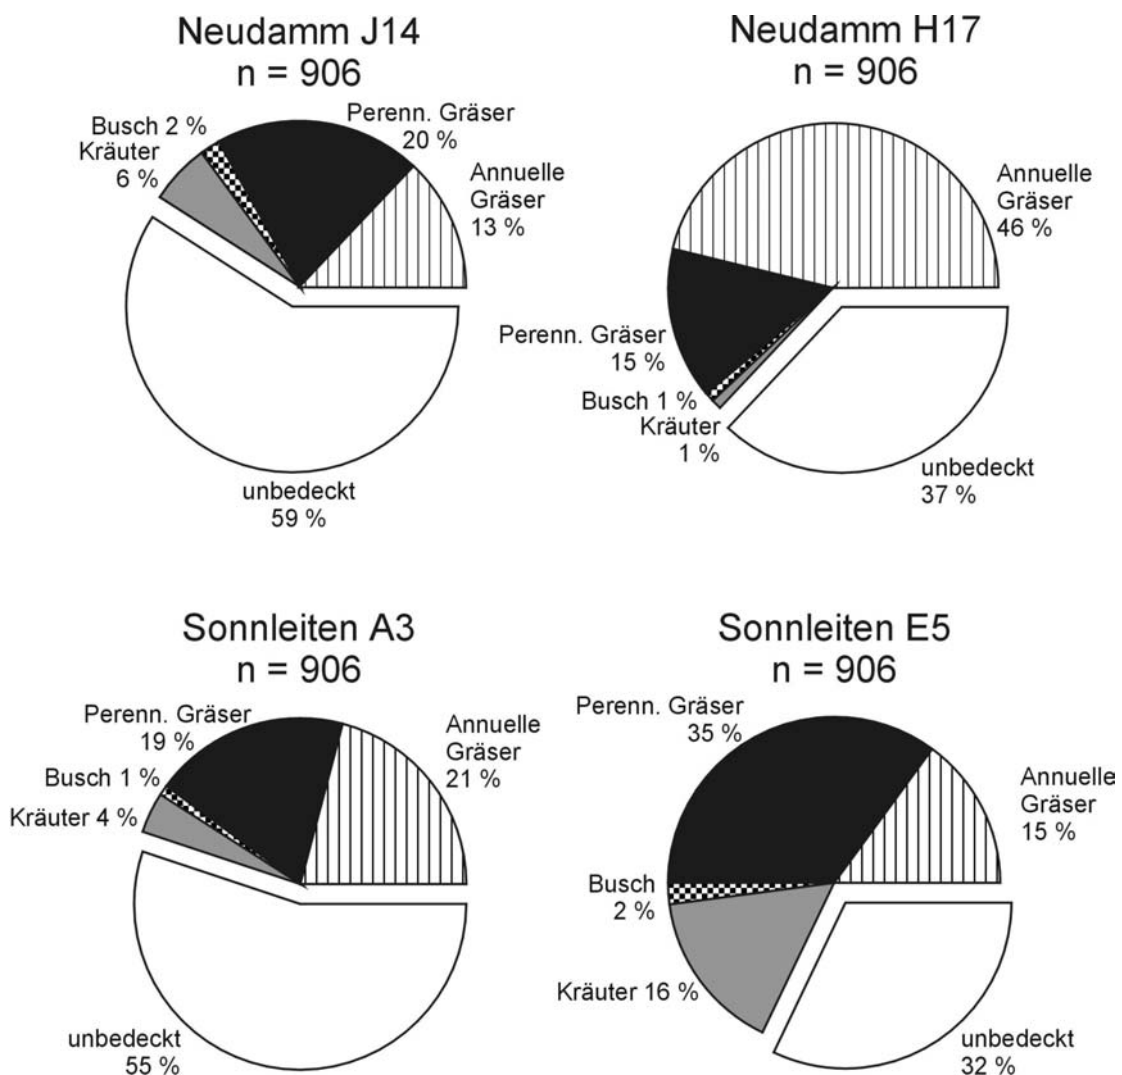 Neudamm J14
n = 906
Busch 2 %
Kräuter
6 %
Perenn. Gräser
20 %
Annuelle
Gräser
13 %
unbedeckt
59 %
Neudamm H17
n = 906
Annuelle
Gräser
46 %
Perenn. Gräser
15 %
Busch 1 %
Kräuter
1 %
unbedeckt
37 %
Sonnleiten A3
n = 906
Perenn. Gräser
19 %
Busch 1 %
Kräuter 4 %
Annuelle
Gräser
21 %
unbedeckt
55 %
Sonnleiten E5
n = 906
Perenn. Gräser
35 %
Annuelle
Gräser
15 %
Busch
2 %
Kräuter 16 %
unbedeckt
32 %